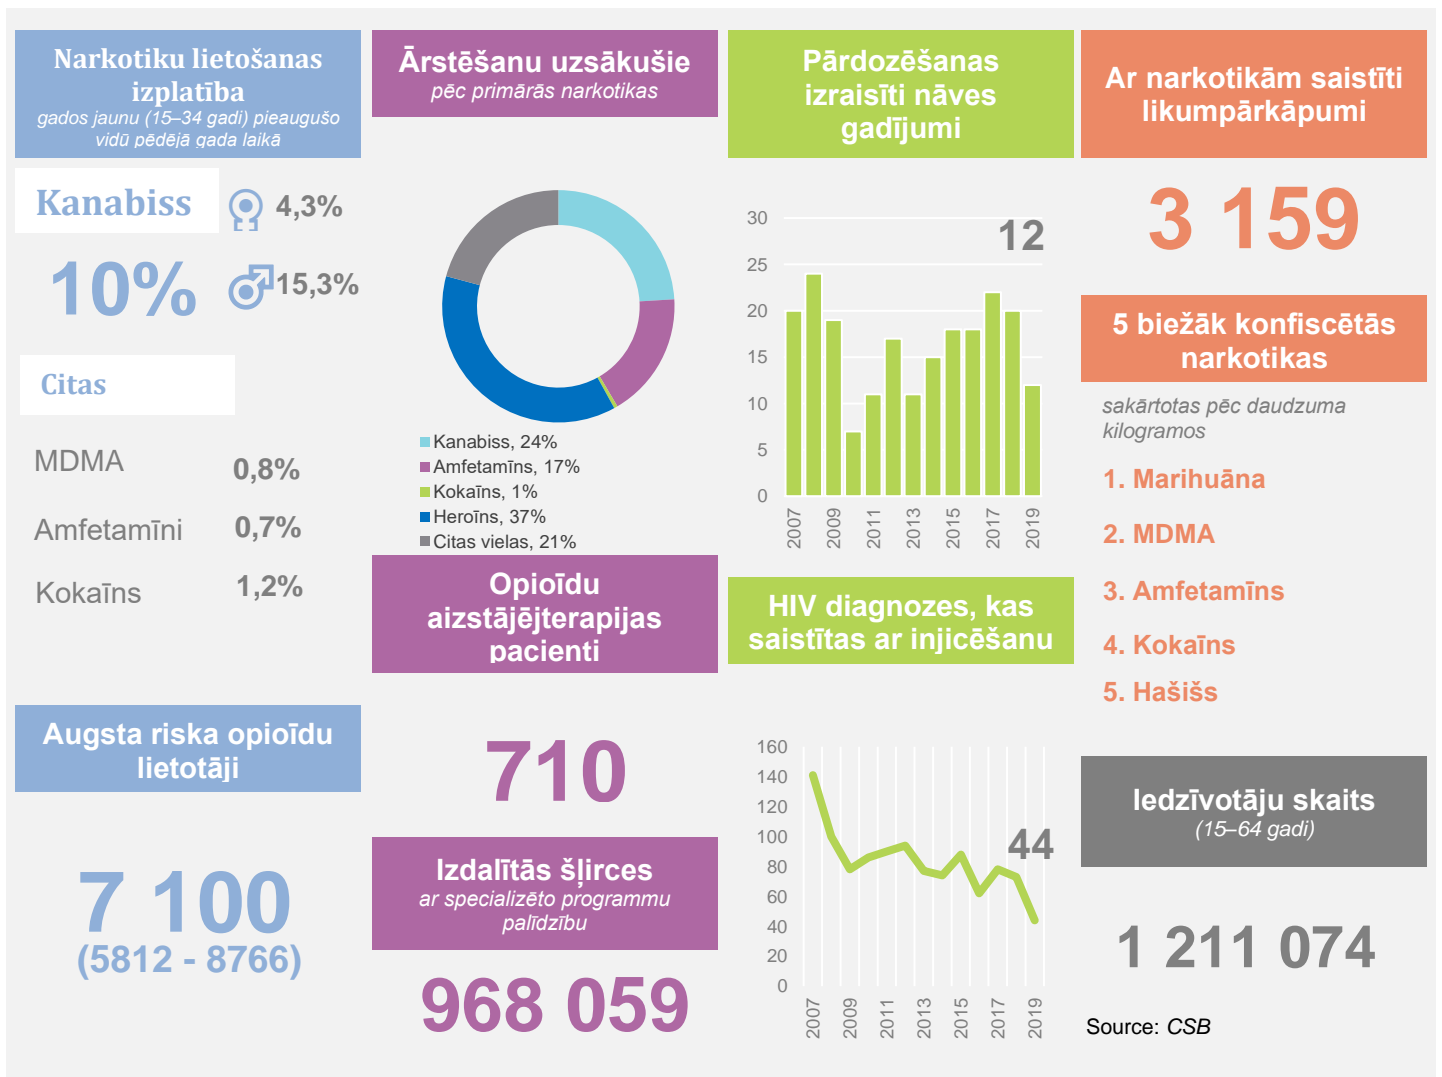 Narkotiku lietošanas
izplatība
gados jaunu (15–34 gadi) pieaugušo
vidū pēdējā gada laikā
Kanabiss
4,3%
10%
15,3%
Citas
MDMA
0,8%
Amfetamīni
0,7%
Kokaīns
1,2%
Augsta riska opioīdu
lietotāji
7 100
(5812 - 8766)
Ārstēšanu uzsākušie
pēc primārās narkotikas
Kanabiss, 24%
Amfetamīns, 17%
Kokaīns, 1%
Heroīns, 37%
Citas vielas, 21%
Opioīdu
aizstājējterapijas
pacienti
710
Izdalītās šļirces
ar specializēto programmu
palīdzību
968 059
Pārdozēšanas
izraisīti nāves
gadījumi
12
30
25
20
15
10
5
0
2007
2009
2011
2013
2015
2017
2019
HIV diagnozes, kas
saistītas ar injicēšanu
44
160
140
120
100
80
60
40
20
0
2007
2009
2011
2013
2015
2017
2019
Ar narkotikām saistīti
likumpārkāpumi
3 159
5 biežāk konfiscētās
narkotikas
sakārtotas pēc daudzuma
kilogramos
1. Marihuāna
2. MDMA
3. Amfetamīns
4. Kokaīns
5. Hašišs
Iedzīvotāju skaits
(15–64 gadi)
1 211 074
Source: CSB